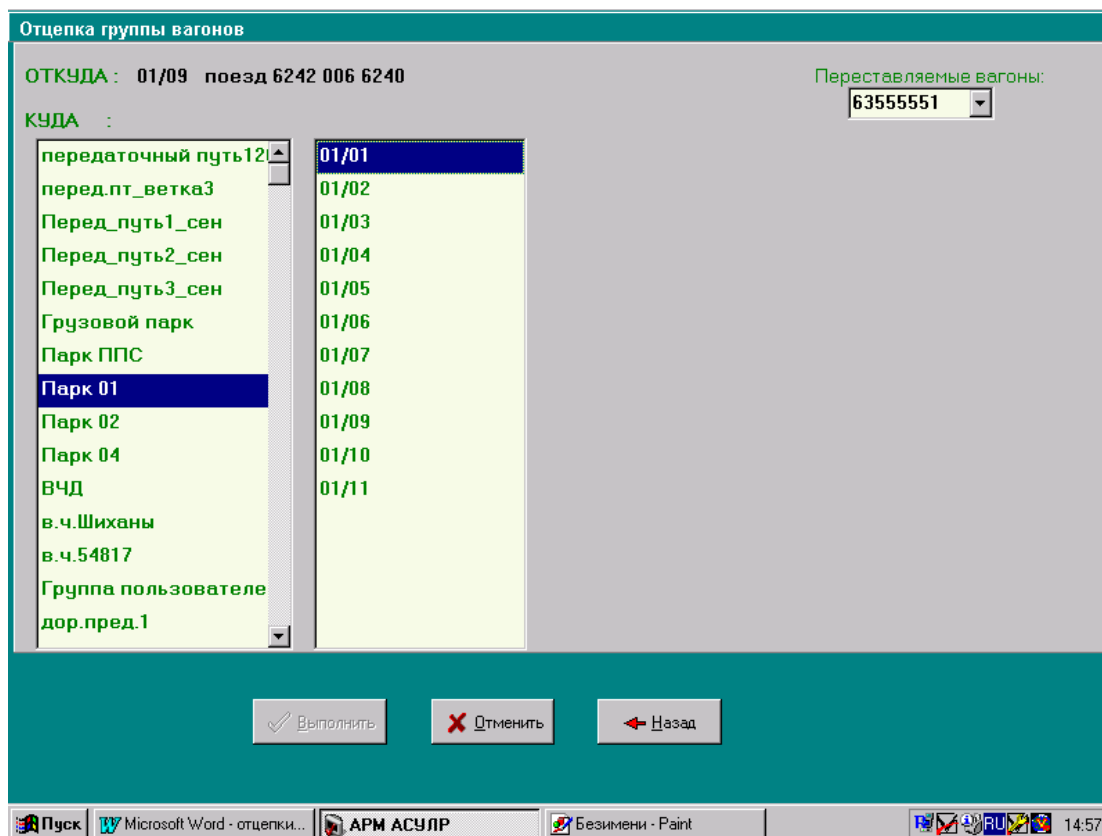 Отцепка группы вагонов
ОТКУДА : 01/09 поезд 6242 006 6240
Переставляемые вагоны:
63555551
КУДА :
передаточный путь12
перед.пт_ветка3
Перед_путь1_сен
Перед_путь2_сен
Перед_путь3_сен
Грузовой парк
Парк ППС
Парк 01
Парк 02
Парк 04
ВЧД
в.ч.Шиханы
в.ч.54817
Группа пользователе
дор.пред.1
01/01
01/02
01/03
01/04
01/05
01/06
01/07
01/08
01/09
01/10
01/11
Выполнить
Отменить
Назад
Пуск
Microsoft Word - отцепки...
АРМ АСУЛР
Безимени - Paint
RU
14:57